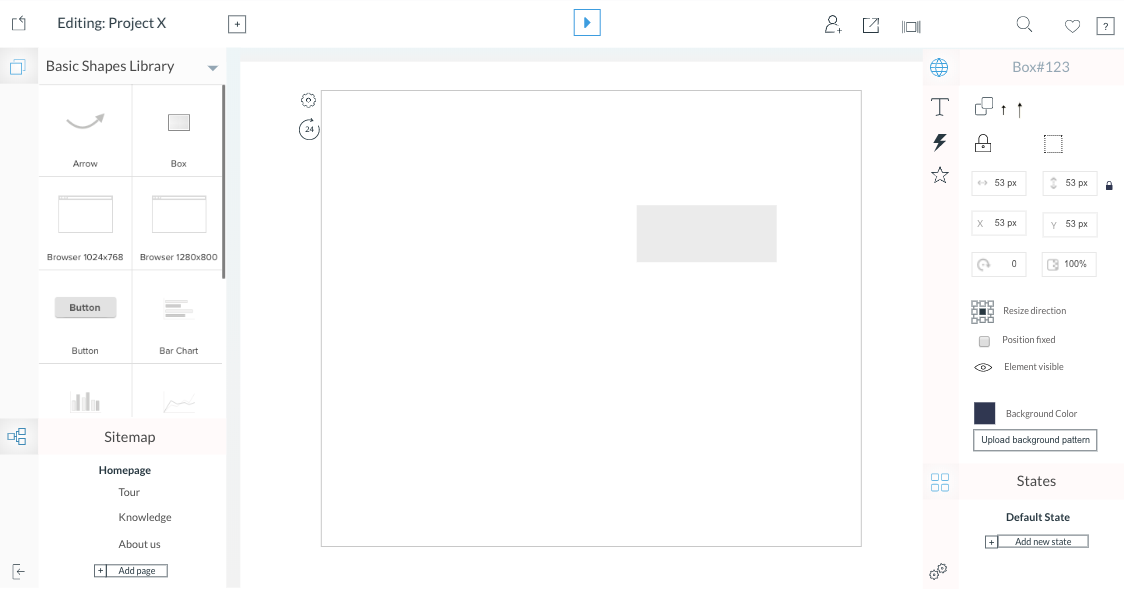 Editing: Project X
+
?
Basic Shapes Library
Box#123
Arrow
Box
24
53 px
53 px
X 53 px
Y 53 px
Browser 1024x768
Browser 1280x800
0
100%
Button
Resize direction
Position fixed
Button
Bar Chart
Element visible
Background Color
Upload background pattern
Sitemap
Homepage
Tour
Knowledge
About us
+ Add page
States
Default State
+ Add new state